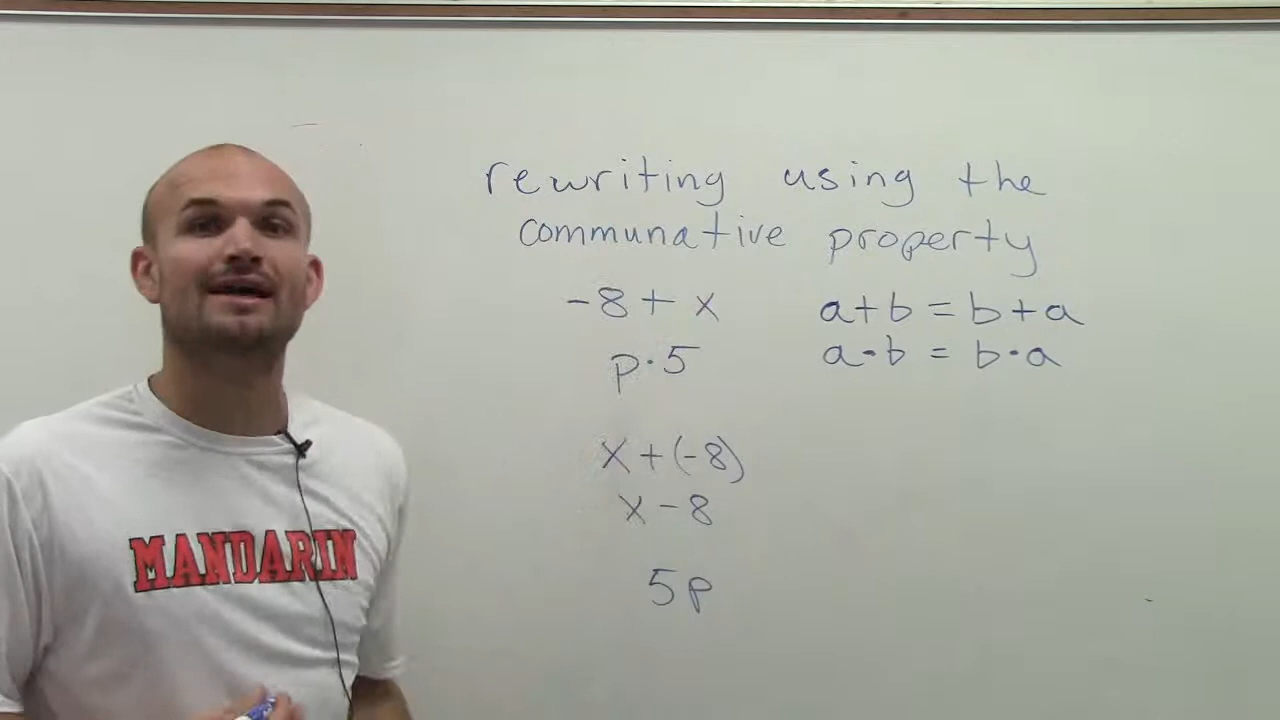 rewriting using the
communative property
-8 + x
a+b = b+a
p·5
a·b = b·a
x + (-8)
x - 8
5p
MANDARIN